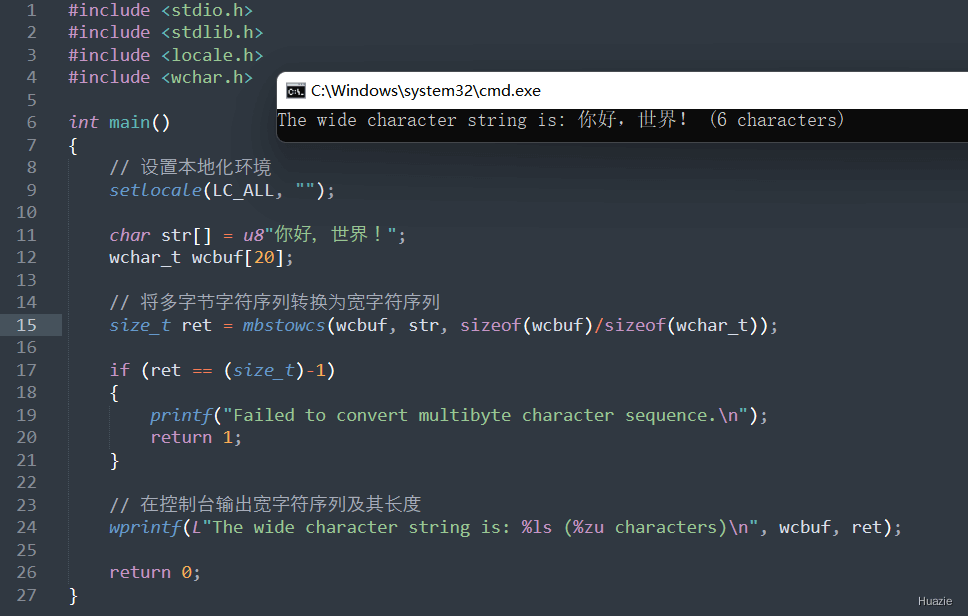 1 #include <stdio.h>
2 #include <stdlib.h>
3 #include <locale.h>
4 #include <wchar.h>
5
6 int main()
7 {
8 // 设置本地化环境
9 setlocale(LC_ALL, "");
10
11 char str[] = u8"你好, 世界！";
12 wchar_t wcbuf[20];
13
14 // 将多字节字符序列转换为宽字符序列
15 size_t ret = mbstowcs(wcbuf, str, sizeof(wcbuf)/sizeof(wchar_t));
16
17 if (ret == (size_t)-1)
18 {
19 printf("Failed to convert multibyte character sequence.\n");
20 return 1;
21 }
22
23 // 在控制台输出宽字符序列及其长度
24 wprintf(L"The wide character string is: %ls (%zu characters)\n", wcbuf, ret);
25
26 return 0;
27 }
C:\Windows\system32\cmd.exe
The wide character string is: 你好，世界！ (6 characters)
Huazie